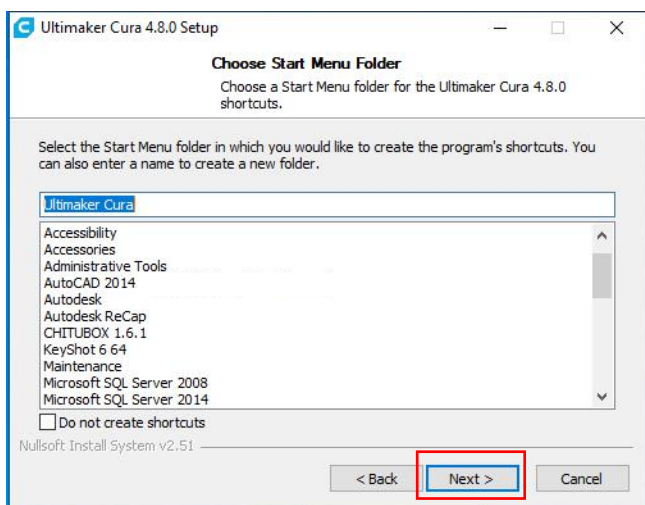 Ultimaker Cura 4.8.0 Setup
Choose Start Menu Folder
Choose a Start Menu folder for the Ultimaker Cura 4.8.0
shortcuts.
Select the Start Menu folder in which you would like to create the program's shortcuts. You
can also enter a name to create a new folder.
Ultimaker Cura
Accessibility
Accessories
Administrative Tools
AutoCAD 2014
Autodesk
Autodesk ReCap
CHITUBOX 1.6.1
KeyShot 6 64
Maintenance
Microsoft SQL Server 2008
Microsoft SQL Server 2014
Do not create shortcuts
Nullsoft Install System v2.51
< Back Next > Cancel